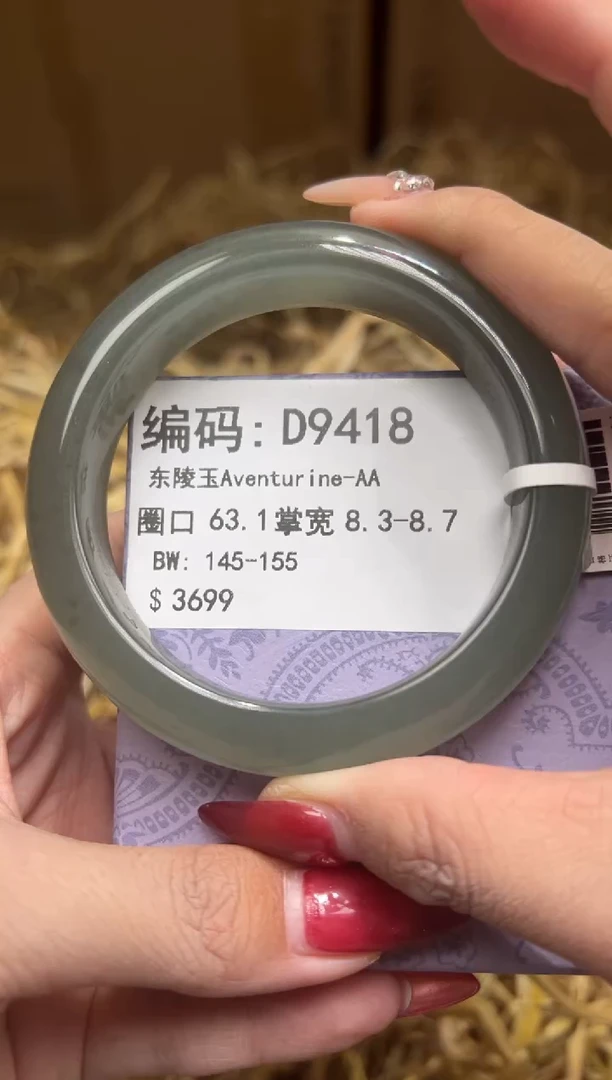 编码: D9418
东陵玉Aventurine-AA
圈口 63.1掌宽 8.3-8.7
BW: 145-155
$ 3699